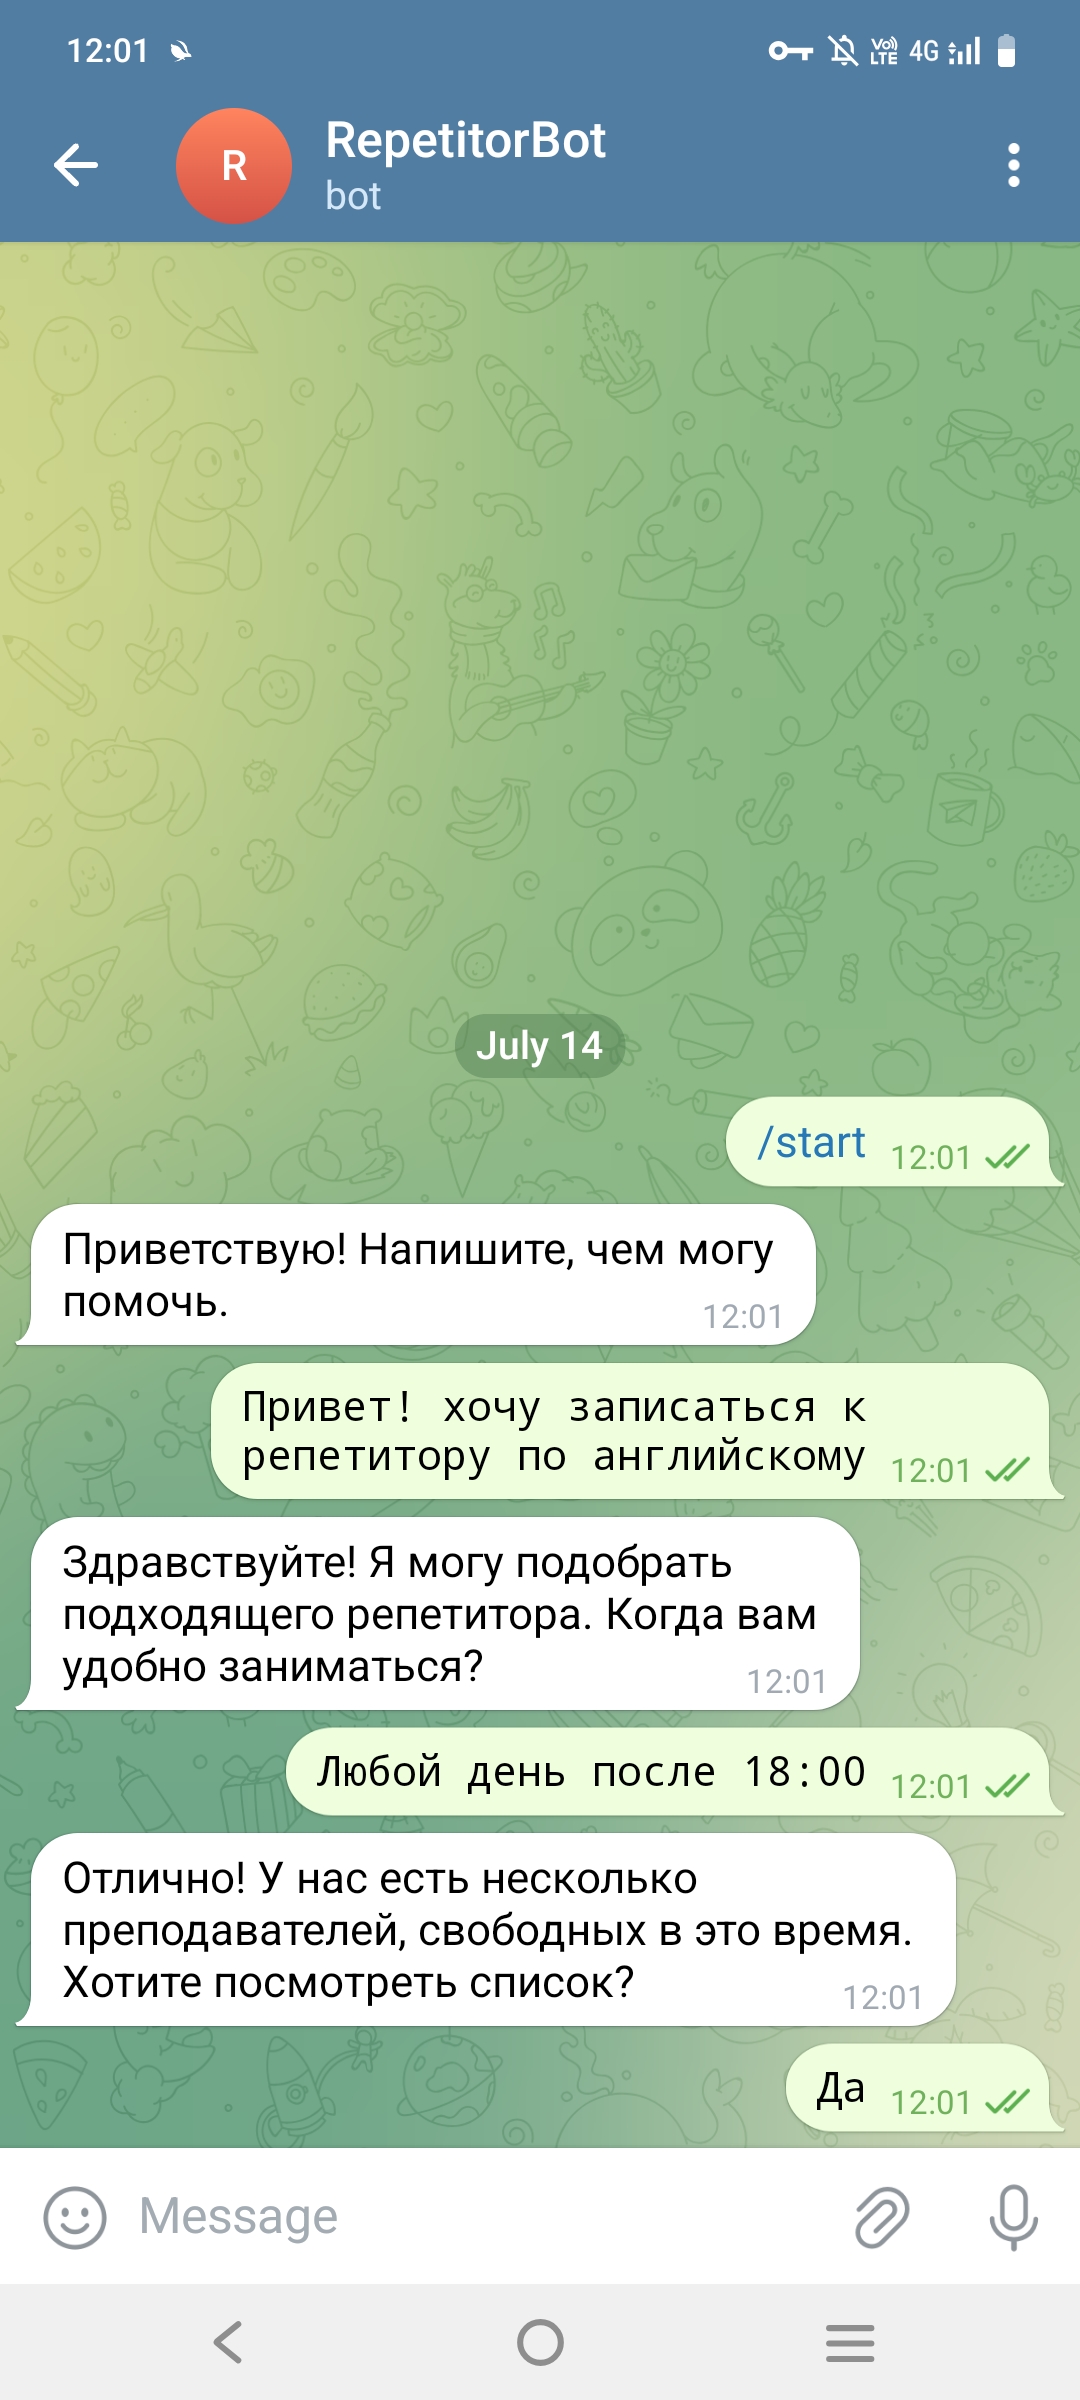 12:01
Vo)) LTE 4G
R
RepetitorBot
bot
July 14
/start 12:01
Приветствую! Напишите, чем могу
помочь. 12:01
Привет! хочу записаться к
репетитору по английскому 12:01
Здравствуйте! Я могу подобрать
подходящего репетитора. Когда вам
удобно заниматься? 12:01
Любой день после 18:00 12:01
Отлично! У нас есть несколько
преподавателей, свободных в это время.
Хотите посмотреть список? 12:01
Да 12:01
Message